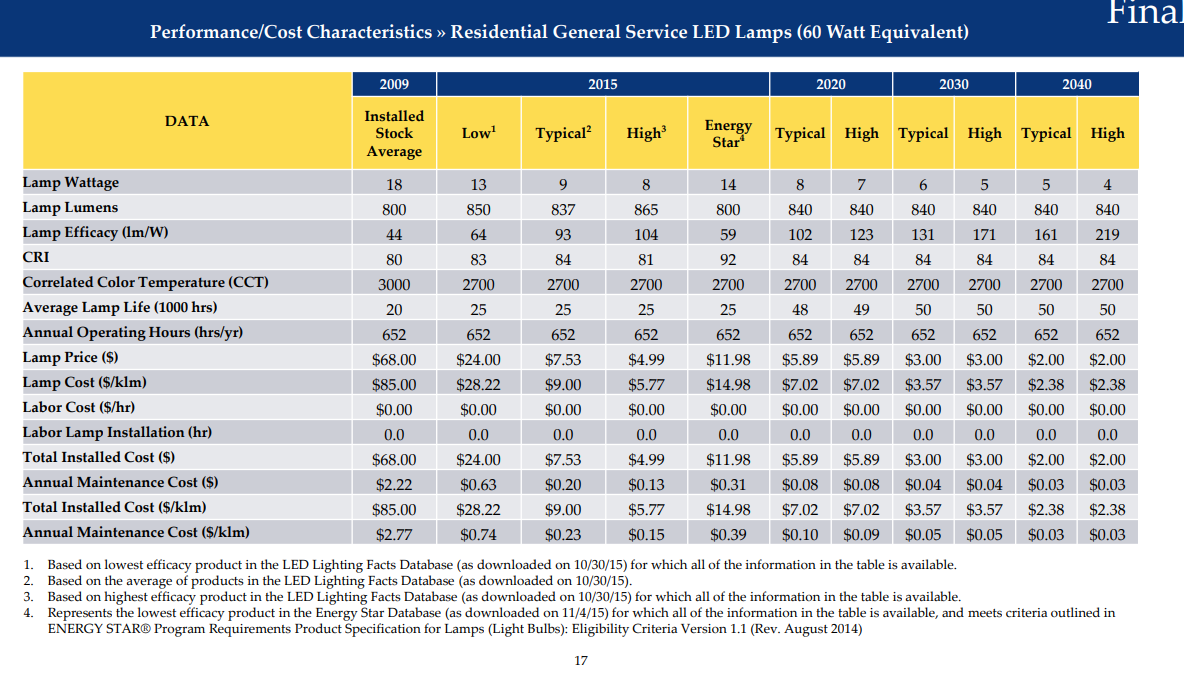 Final
Performance/Cost Characteristics » Residential General Service LED Lamps (60 Watt Equivalent)
DATA 2009 2015 2020 2030 2040
Installed Stock Average Low1 Typical2 High3 Energy Star4 Typical High Typical High Typical High
Lamp Wattage 18 13 9 8 14 8 7 6 5 5 4
Lamp Lumens 800 850 837 865 800 840 840 840 840 840 840
Lamp Efficacy (lm/W) 44 64 93 104 59 102 123 131 171 161 219
CRI 80 83 84 81 92 84 84 84 84 84 84
Correlated Color Temperature (CCT) 3000 2700 2700 2700 2700 2700 2700 2700 2700 2700 2700
Average Lamp Life (1000 hrs) 20 25 25 25 25 48 49 50 50 50 50
Annual Operating Hours (hrs/yr) 652 652 652 652 652 652 652 652 652 652 652
Lamp Price ($) $68.00 $24.00 $7.53 $4.99 $11.98 $5.89 $5.89 $3.00 $3.00 $2.00 $2.00
Lamp Cost ($/klm) $85.00 $28.22 $9.00 $5.77 $14.98 $7.02 $7.02 $3.57 $3.57 $2.38 $2.38
Labor Cost ($/hr) $0.00 $0.00 $0.00 $0.00 $0.00 $0.00 $0.00 $0.00 $0.00 $0.00 $0.00
Labor Lamp Installation (hr) 0.0 0.0 0.0 0.0 0.0 0.0 0.0 0.0 0.0 0.0 0.0
Total Installed Cost ($) $68.00 $24.00 $7.53 $4.99 $11.98 $5.89 $5.89 $3.00 $3.00 $2.00 $2.00
Annual Maintenance Cost ($) $2.22 $0.63 $0.20 $0.13 $0.31 $0.08 $0.08 $0.04 $0.04 $0.03 $0.03
Total Installed Cost ($/klm) $85.00 $28.22 $9.00 $5.77 $14.98 $7.02 $7.02 $3.57 $3.57 $2.38 $2.38
Annual Maintenance Cost ($/klm) $2.77 $0.74 $0.23 $0.15 $0.39 $0.10 $0.09 $0.05 $0.05 $0.03 $0.03
1. Based on lowest efficacy product in the LED Lighting Facts Database (as downloaded on 10/30/15) for which all of the information in the table is available.
2. Based on the average of products in the LED Lighting Facts Database (as downloaded on 10/30/15).
3. Based on highest efficacy product in the LED Lighting Facts Database (as downloaded on 10/30/15) for which all of the information in the table is available.
4. Represents the lowest efficacy product in the Energy Star Database (as downloaded on 11/4/15) for which all of the information in the table is available, and meets criteria outlined in
ENERGY STAR® Program Requirements Product Specification for Lamps (Light Bulbs): Eligibility Criteria Version 1.1 (Rev. August 2014)
17